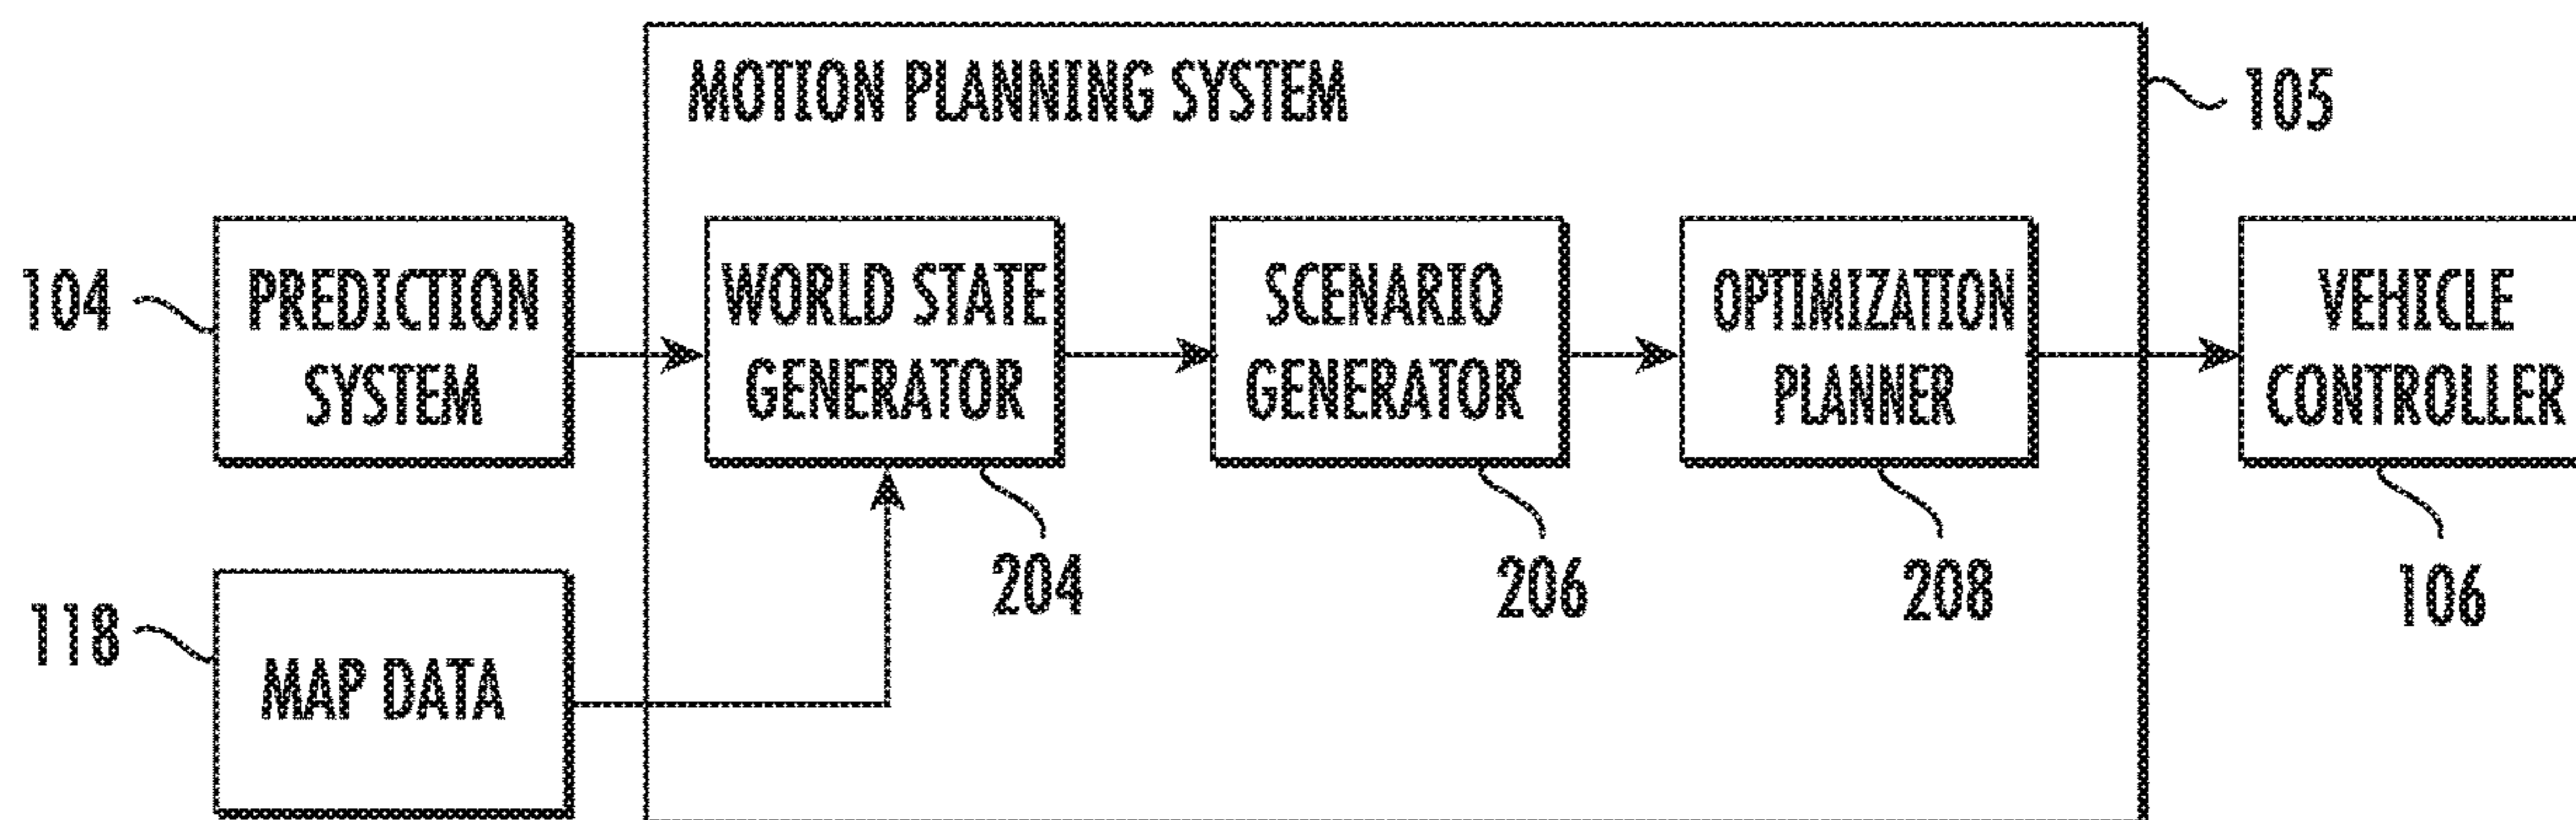 MOTION PLANNING SYSTEM
105
104
PREDICTION
SYSTEM
WORLD STATE
GENERATOR
SCENARIO
GENERATOR
OPTIMIZATION
PLANNER
VEHICLE
CONTROLLER
204
206
208
106
118
MAP DATA